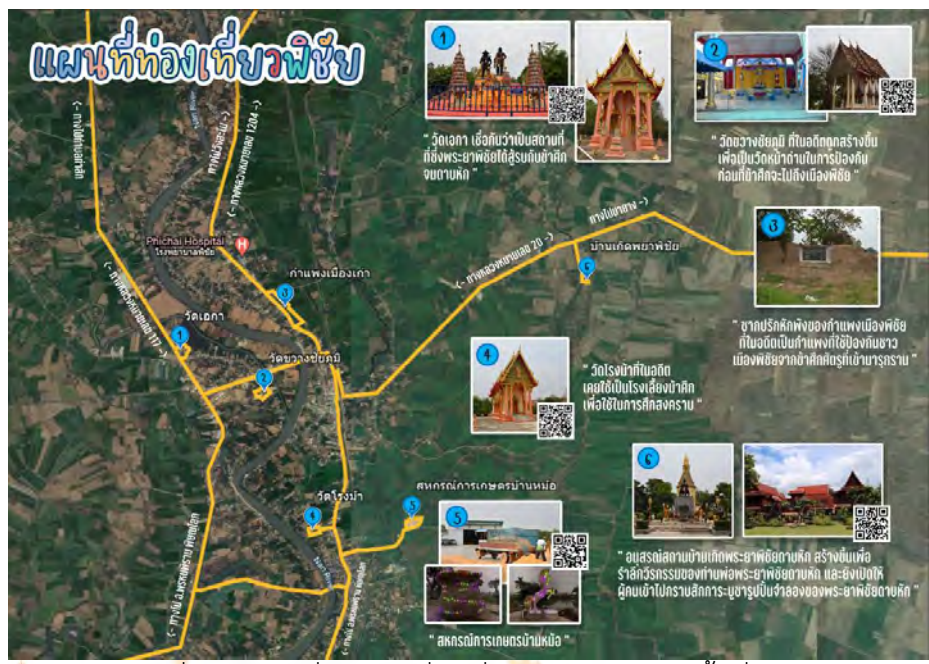 แผนที่ท่องเที่ยวพิชัย
1
" วัดเอกา เชื่อกันว่าเป็นสถานที่
ที่ซึ่งพระยาพิชัยได้สู้รบกับข้าศึก
จนดาบหัก "
2
" วัดขวางชัยภูมิ ที่ในอดีตถูกสร้างขึ้น
เพื่อเป็นวัดหน้าด่านในการป้องกัน
ก่อนที่ข้าศึกจะไปถึงเมืองพิชัย "
3
" ซากปรักหักพังของกำแพงเมืองพิชัย
ที่ในอดีตเป็นกำแพงที่ใช้ป้องกันชาว
เมืองพิชัยจากข้าศึกศัตรูที่เข้ามารุกราน "
<- ทางหลวงหมายเลข 1204 ->
Phichai Hospital
โรงพยาบาลพิชัย
H
<- ทางหลวงหมายเลข 117 ->
<- ทางหลวงหมายเลข 20 ->
บ้านเกิดพยาพิชัย
6
กำแพงเมืองเก่า
3
วัดเอกา
1
วัดขวางชัยภูมิ
2
4
" วัดโรงม้าที่ในอดีต
เคยใช้เป็นโรงเลี้ยงม้าศึก
เพื่อใช้ในการศึกสงคราม "
วัดโรงม้า
4
สหกรณ์การเกษตรบ้านหม้อ
5
5
" สหกรณ์การเกษตรบ้านหม้อ "
6
" อนุสรณ์สถานบ้านเกิดพระยาพิชัยดาบหัก สร้างขึ้นเพื่อ
รำลึกวีรกรรมของท่านพ่อพระยาพิชัยดาบหัก และยังเปิดให้
ผู้คนเข้าไปกราบสักการะบูชารูปปั้นจำลองของพระยาพิชัยดาบหัก "